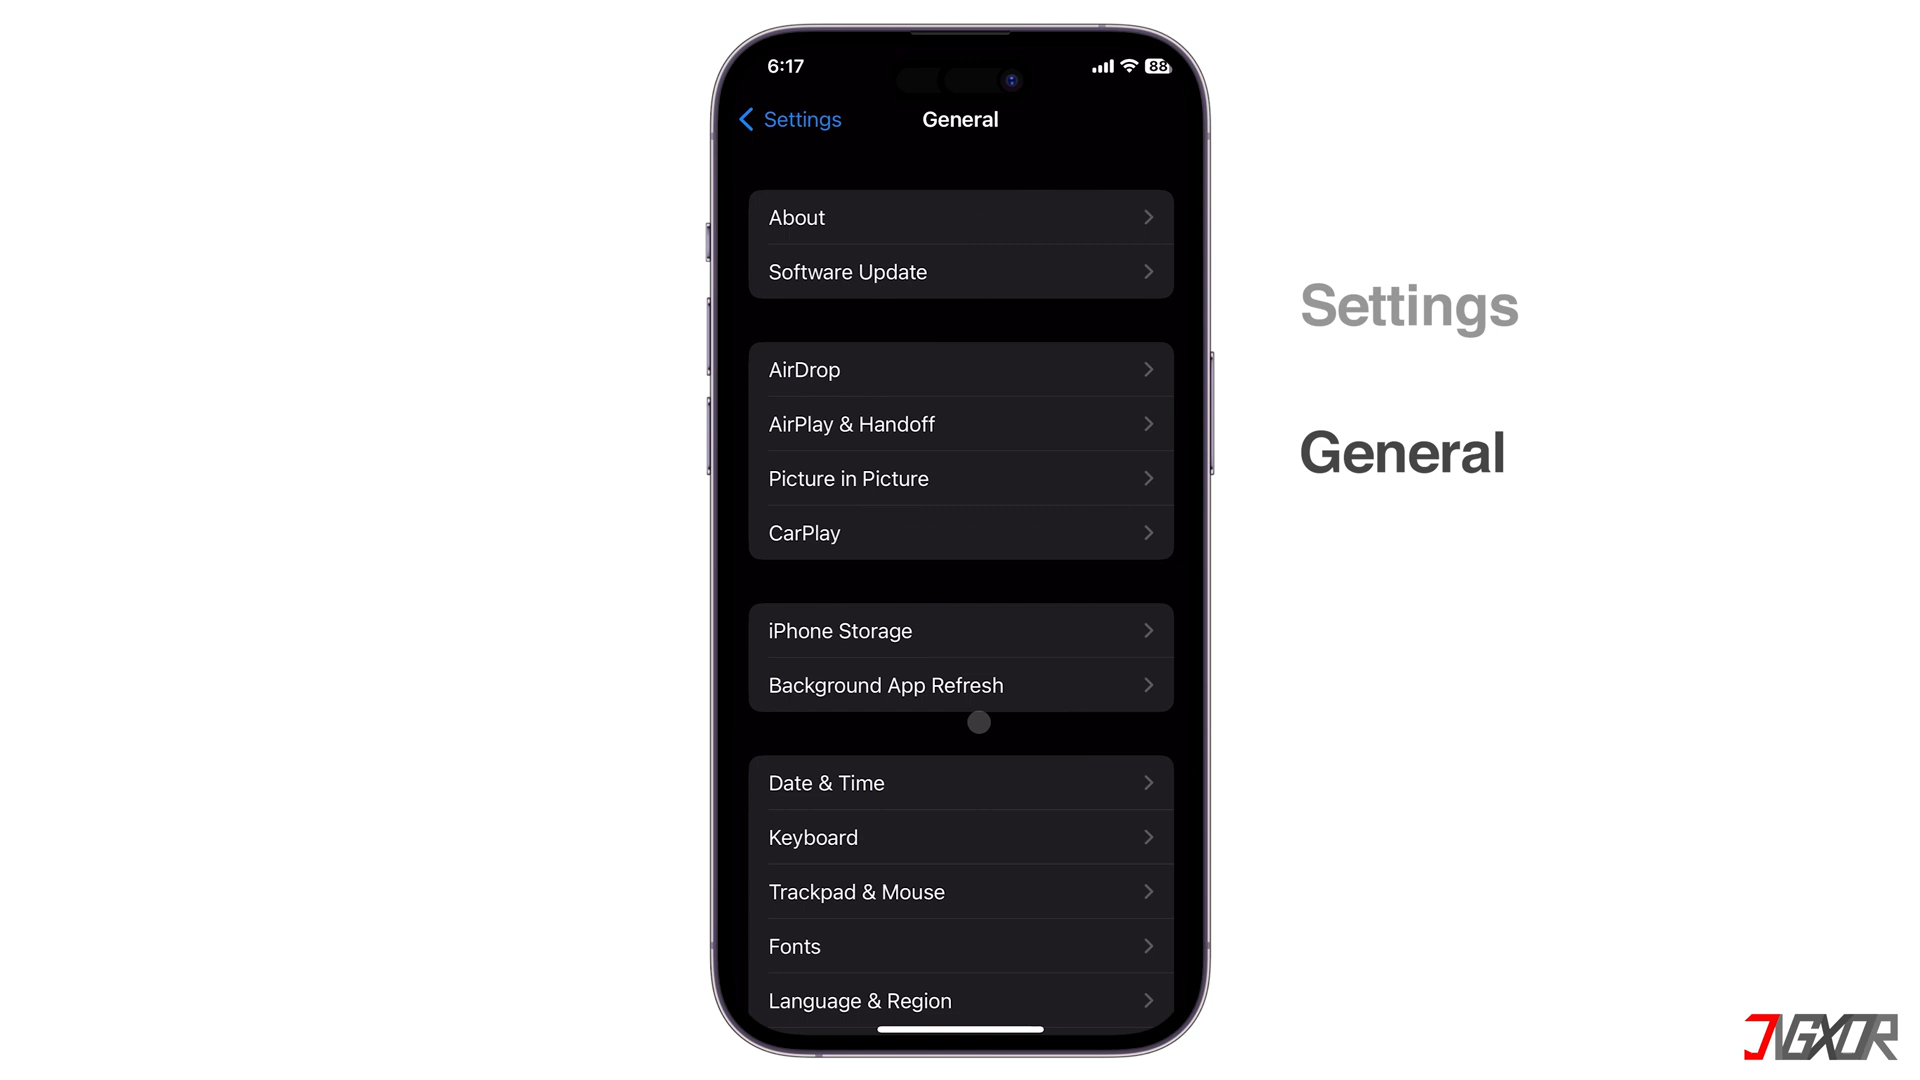 6:17
88
Settings
General
About
Software Update
AirDrop
AirPlay & Handoff
Picture in Picture
CarPlay
iPhone Storage
Background App Refresh
Date & Time
Keyboard
Trackpad & Mouse
Fonts
Language & Region
Settings
General
JVGXOR